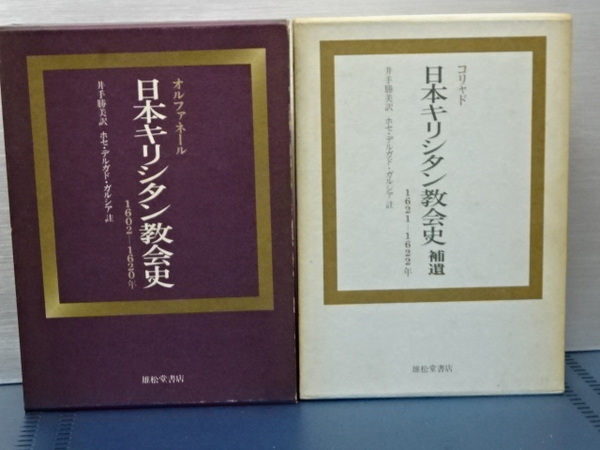 オルファネール
日本キリシタン教会史
1602—1620年
井手勝美訳 ホセ・デルガド・ガルシア註
雄松堂書店
コリャド
日本キリシタン教会史 補遺
1621—1622年
井手勝美訳 ホセ・デルガド・ガルシア註
雄松堂書店